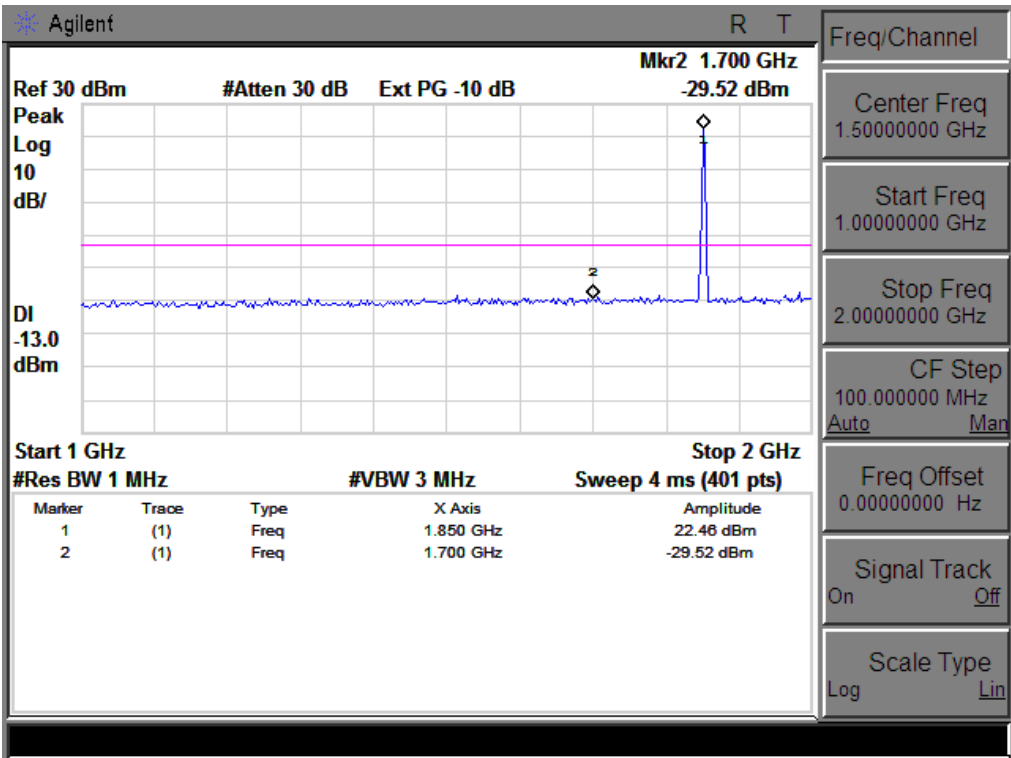 Agilent R T
Mkr2 1.700 GHz
Ref 30 dBm #Atten 30 dB Ext PG -10 dB -29.52 dBm
Peak
Log
10
dB/
1
2
DI
-13.0
dBm
Start 1 GHz Stop 2 GHz
#Res BW 1 MHz #VBW 3 MHz Sweep 4 ms (401 pts)
Marker Trace Type X Axis Amplitude
1 (1) Freq 1.850 GHz 22.46 dBm
2 (1) Freq 1.700 GHz -29.52 dBm
Freq/Channel
Center Freq
1.50000000 GHz
Start Freq
1.00000000 GHz
Stop Freq
2.00000000 GHz
CF Step
100.000000 MHz
Auto Man
Freq Offset
0.00000000 Hz
Signal Track
On Off
Scale Type
Log Lin